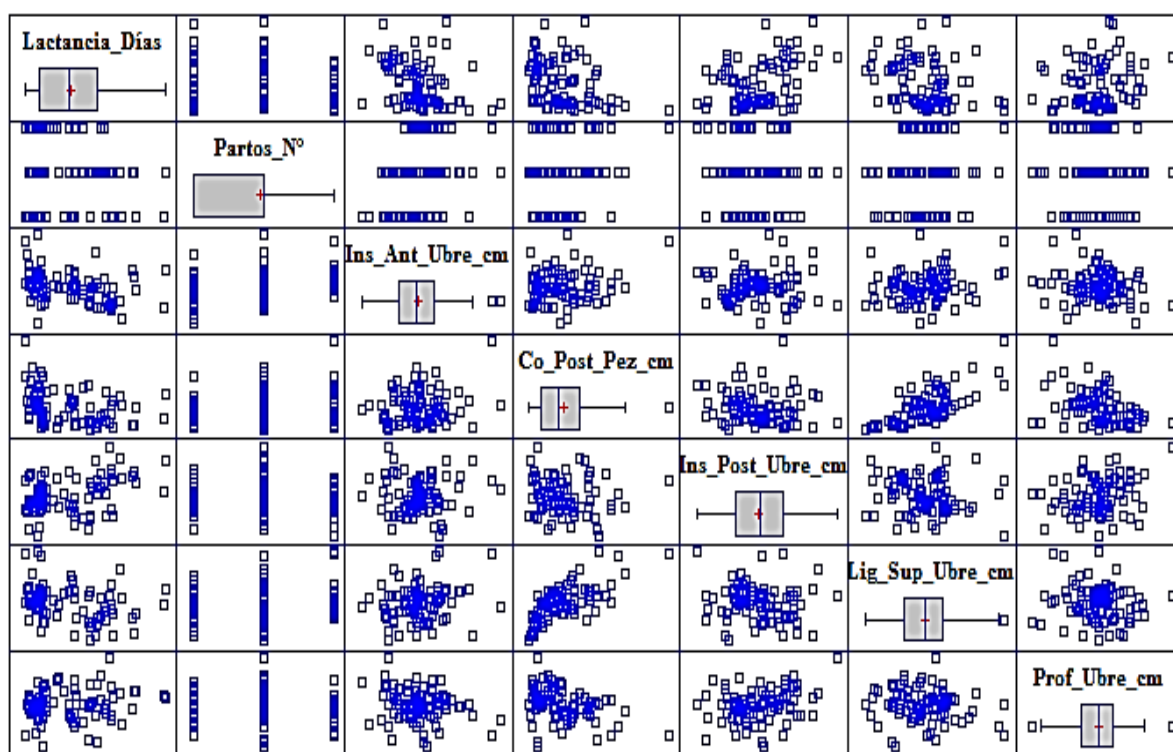 Lactancia_Días
Partos_N°
Ins_Ant_Ubre_cm
Co_Post_Pez_cm
Ins_Post_Ubre_cm
Lig_Sup_Ubre_cm
Prof_Ubre_cm